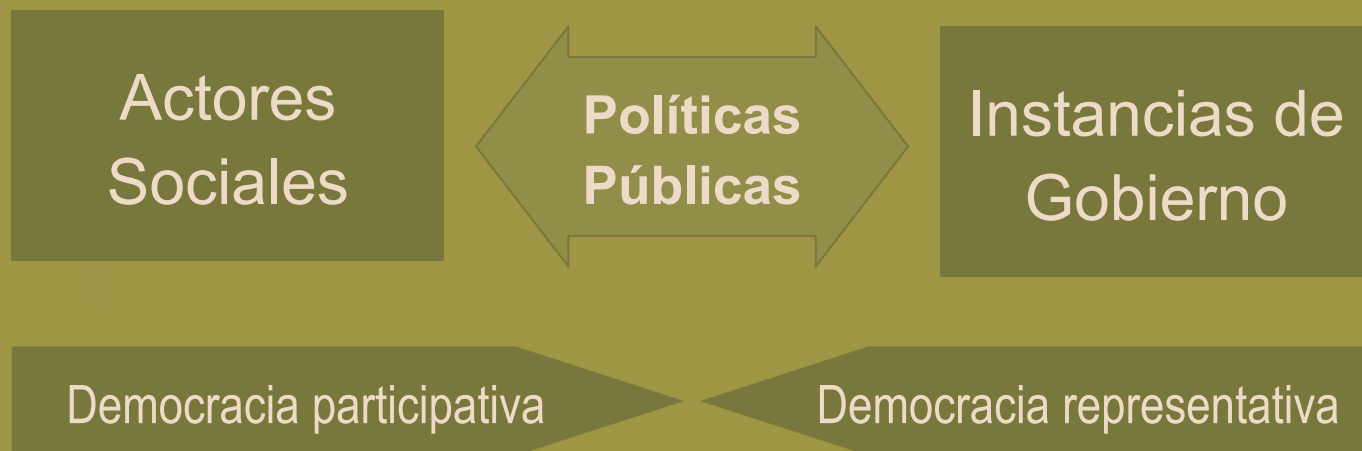 Actores
Sociales
Políticas
Públicas
Instancias de
Gobierno
Democracia participativa
Democracia representativa